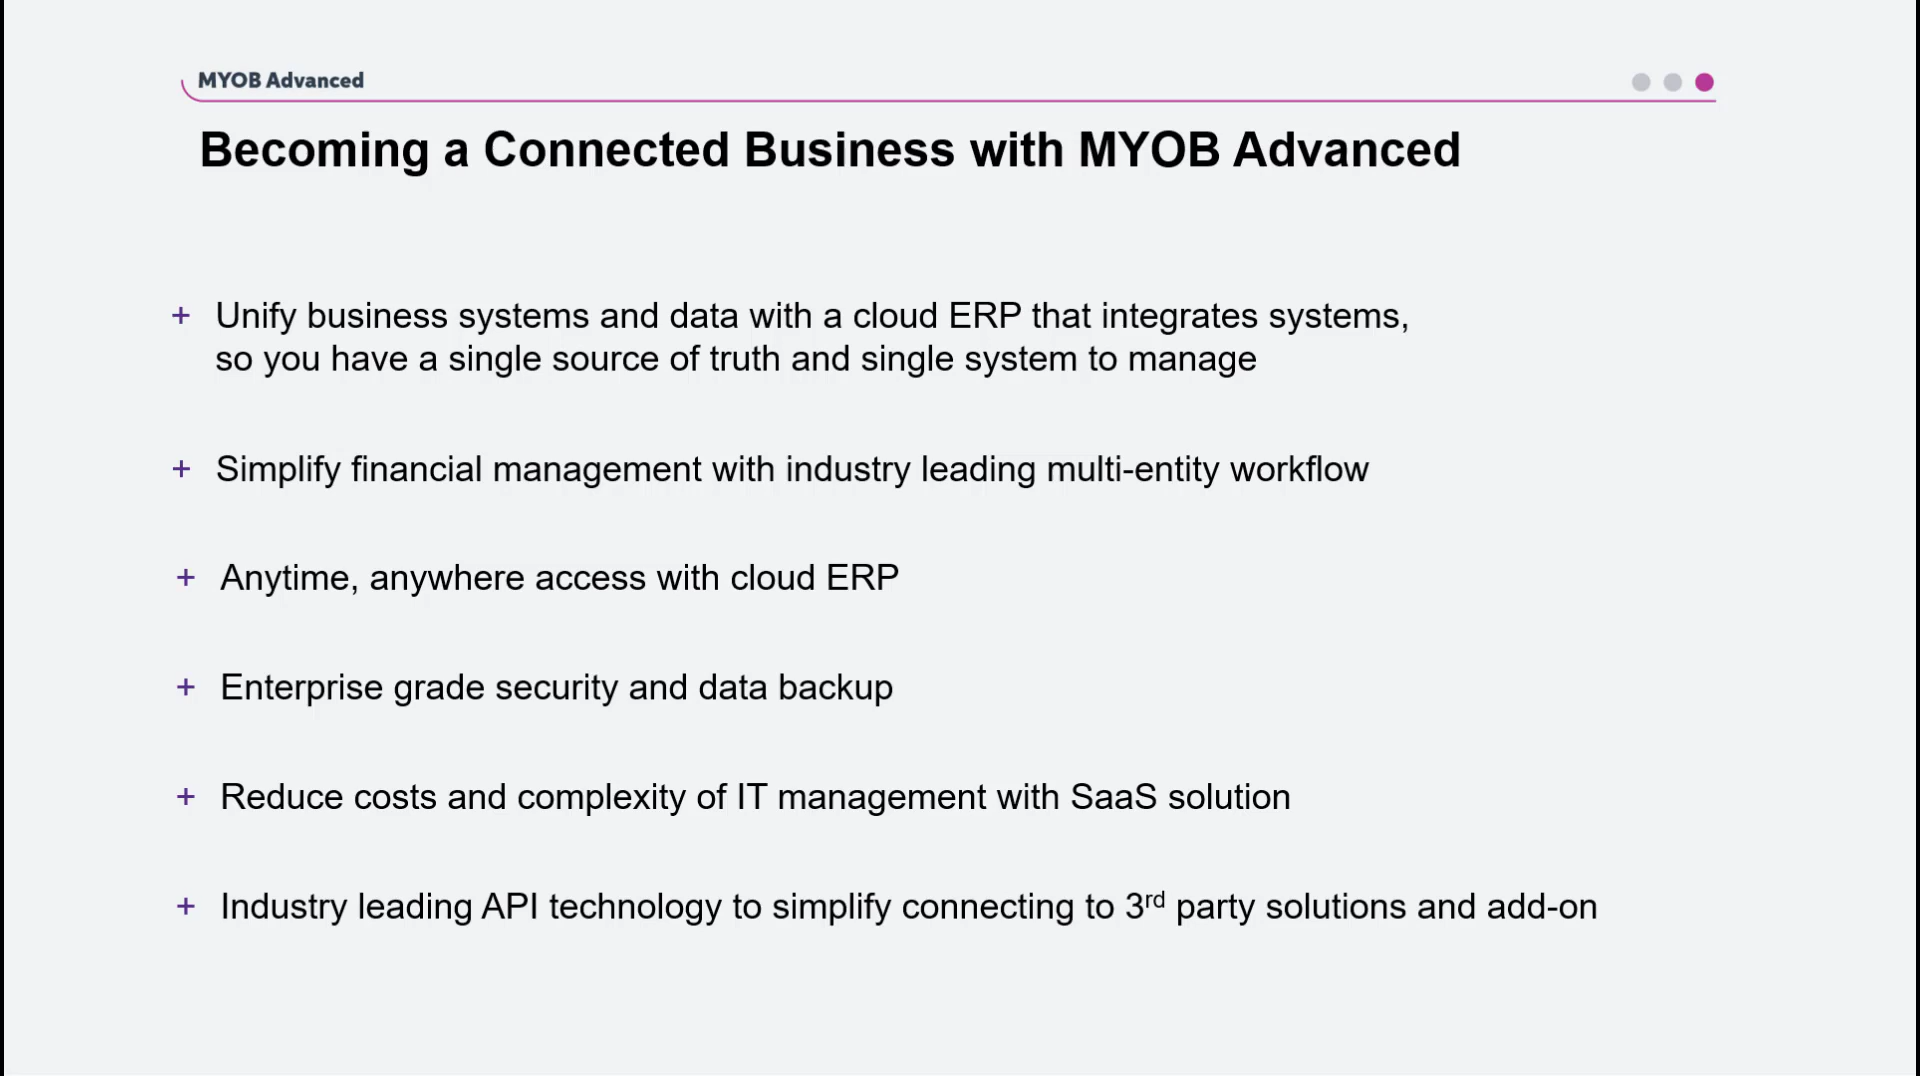 MYOB Advanced
Becoming a Connected Business with MYOB Advanced
+ Unify business systems and data with a cloud ERP that integrates systems,
so you have a single source of truth and single system to manage
+ Simplify financial management with industry leading multi-entity workflow
+ Anytime, anywhere access with cloud ERP
+ Enterprise grade security and data backup
+ Reduce costs and complexity of IT management with SaaS solution
+ Industry leading API technology to simplify connecting to 3rd party solutions and add-on